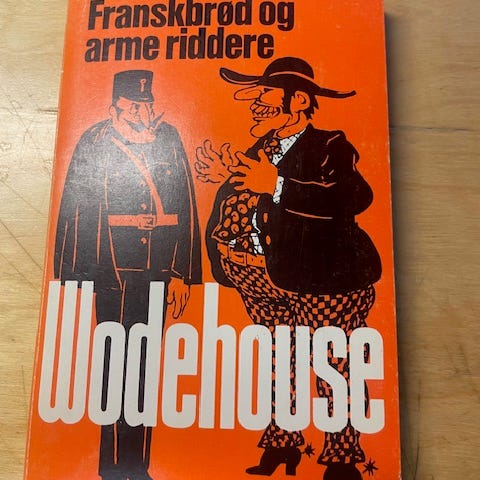 Franskbrød og
arme riddere
Wodehouse